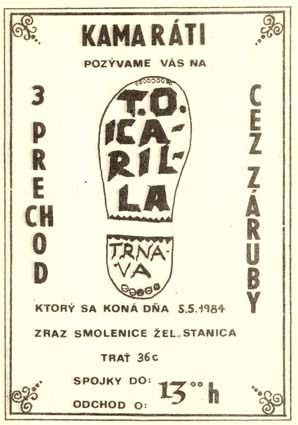 KAMARÁTI
POZÝVAME VÁS NA
3 PRECHOD
T.O.
ICA-
RIL-
LA
TRNA-
VA
CEZ ZÁRUBY
KTORÝ SA KONÁ DŇA 5.5.1984
ZRAZ SMOLENICE ŽEL. STANICA
TRAŤ 36c
SPOJKY DO:
ODCHOD O: 13°° h